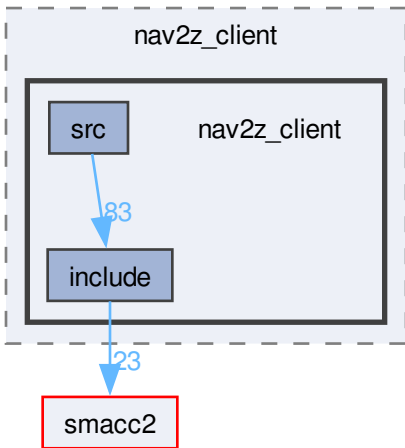 nav2z_client
src
nav2z_client
83
include
23
smacc2